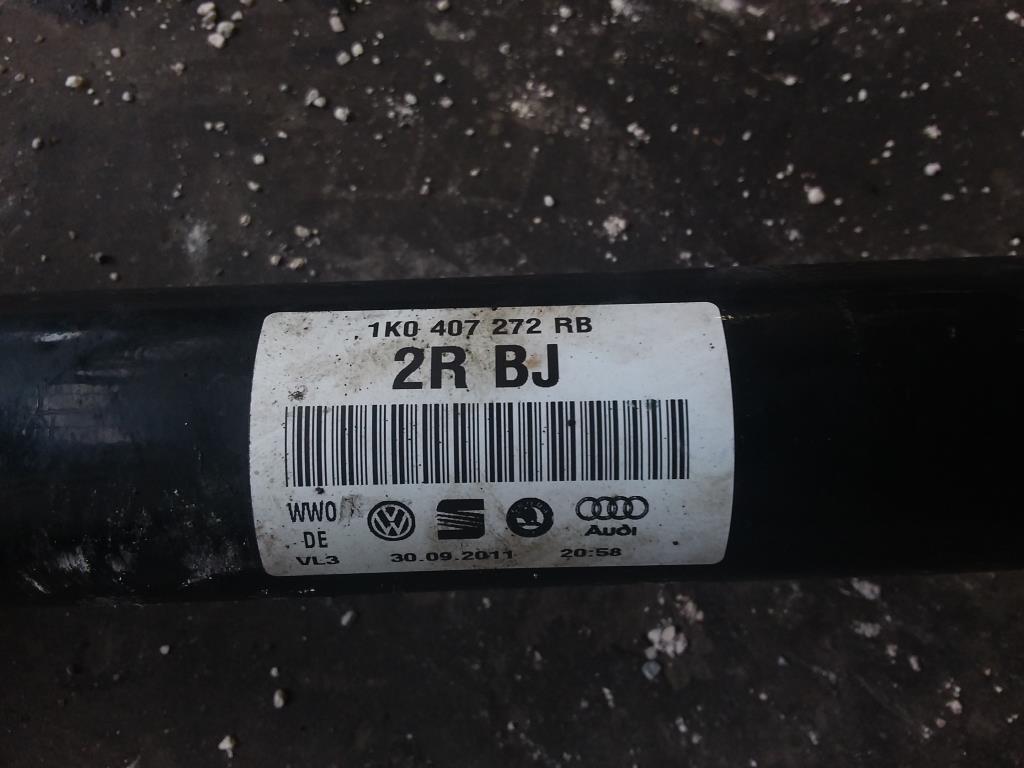 1K0 407 272 RB
2R BJ
WWO
DE
VL3 30.09.2011 20:58
Audi